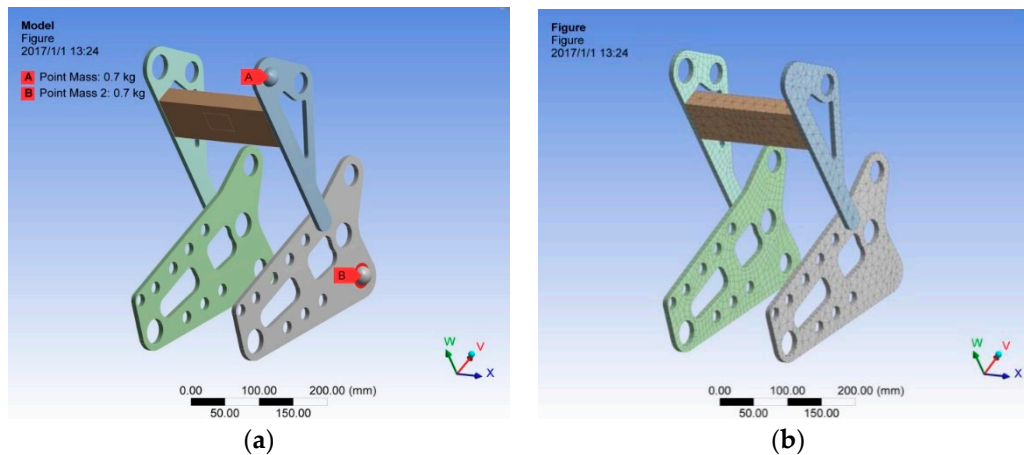 Model
Figure
2017/1/1 13:24
A Point Mass: 0.7 kg
B Point Mass 2: 0.7 kg
A
B
W
V
X
0.00 100.00 200.00 (mm)
50.00 150.00
(a)
Figure
Figure
2017/1/1 13:24
W
V
X
0.00 100.00 200.00 (mm)
50.00 150.00
(b)